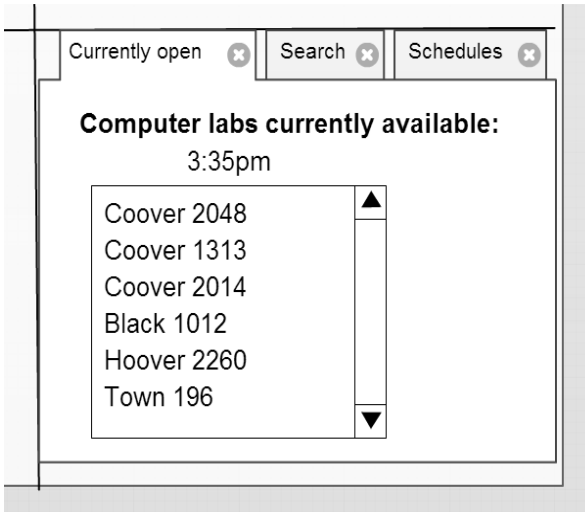 Currently open
Search
Schedules
Computer labs currently available:
3:35pm
Coover 2048
Coover 1313
Coover 2014
Black 1012
Hoover 2260
Town 196